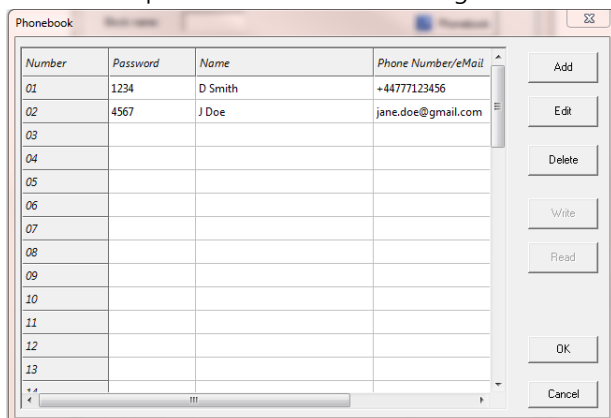 Phonebook
Number Password Name Phone Number/eMail
01 1234 D Smith +44777123456
02 4567 J Doe jane.doe@gmail.com
03
04
05
06
07
08
09
10
11
12
13
Add
Edit
Delete
Write
Read
OK
Cancel